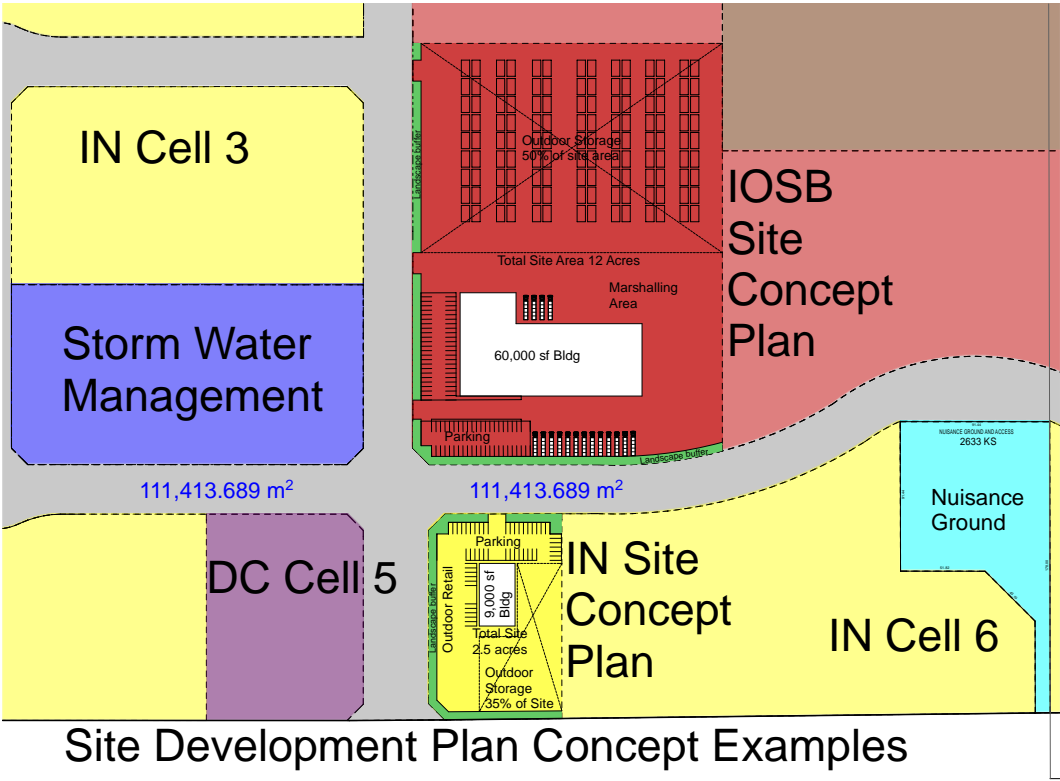 IN Cell 3
Landscape buffer
Outdoor Storage
50% of site area
IOSB
Site
Concept
Plan
Total Site Area 12 Acres
Marshalling
Area
Storm Water
Management
60,000 sf Bldg
Parking
Landscape buffer
NUISANCE GROUND AND ACCESS
2633 KS
111,413.689 m²
111,413.689 m²
Nuisance
Ground
Parking
DC Cell 5
Outdoor Retail
Landscape buffer
9,000 sf
Bldg
IN Site
Concept
Plan
Total Site
2.5 acres
Outdoor
Storage
35% of Site
IN Cell 6
Site Development Plan Concept Examples